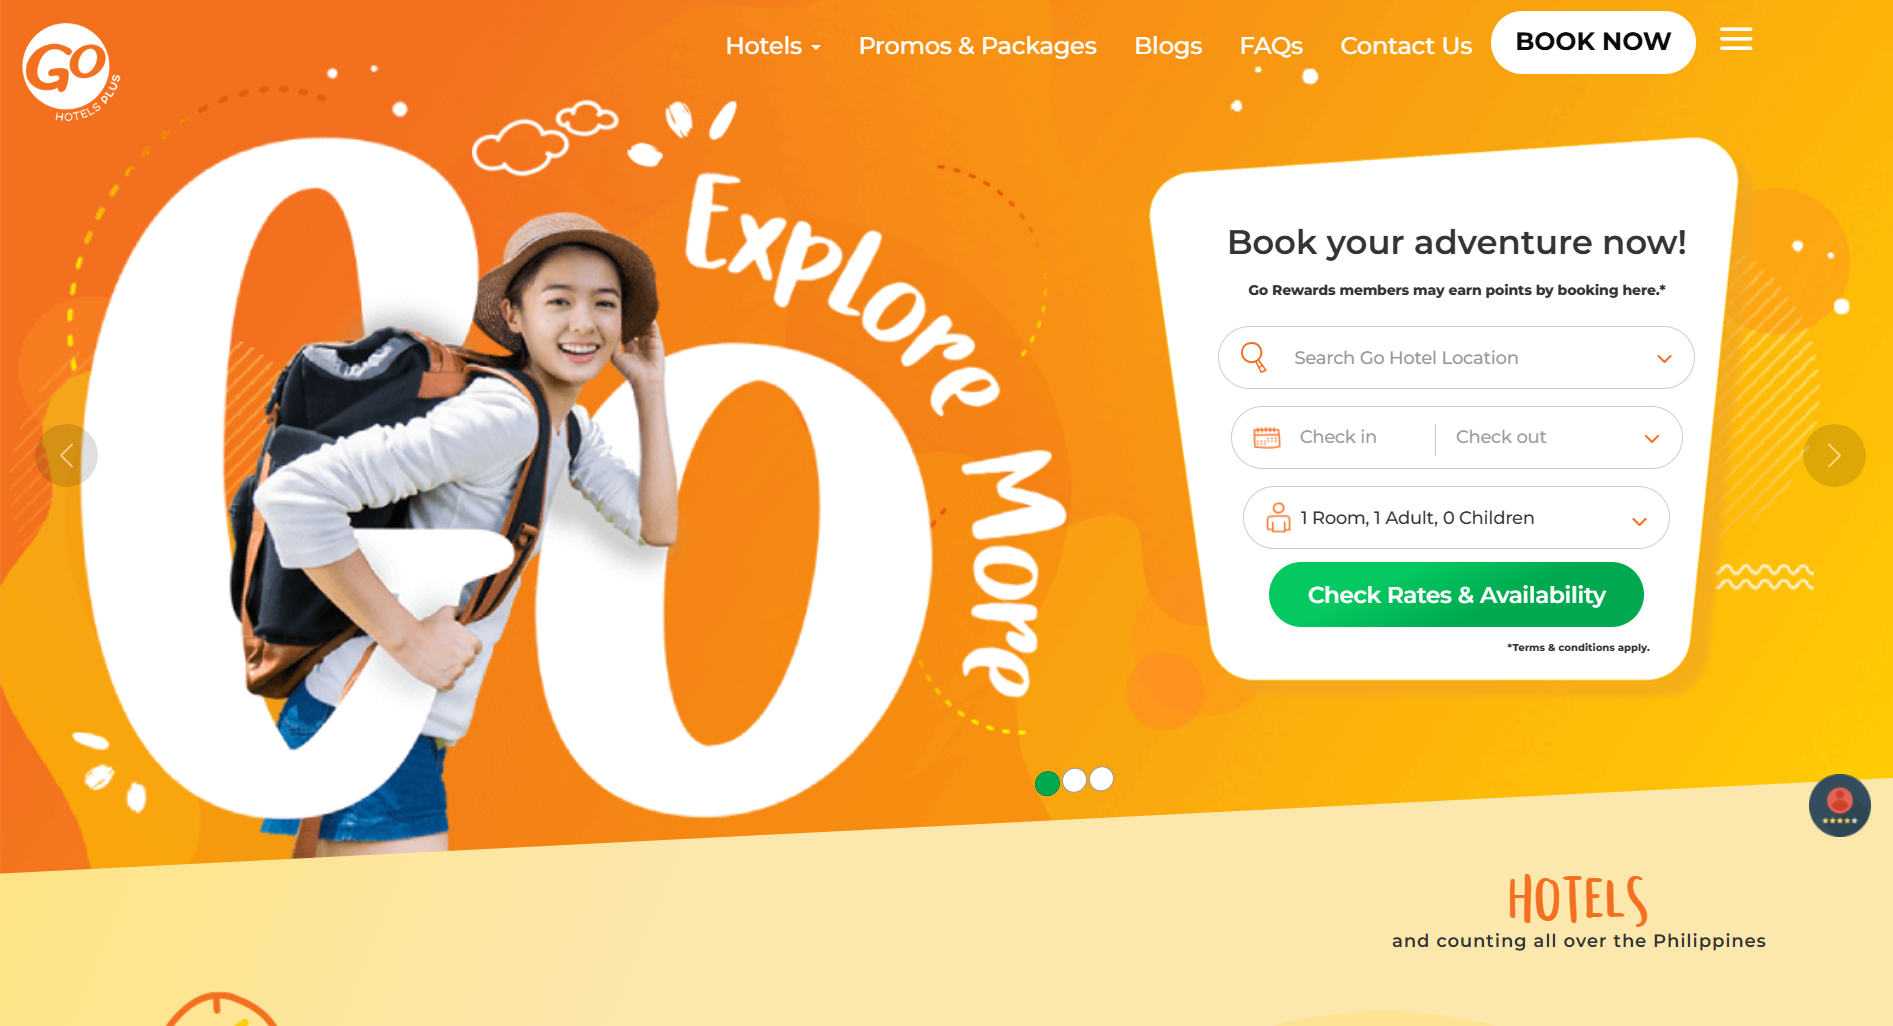 GO
HOTELS PLUS
Hotels
Promos & Packages
Blogs
FAQs
Contact Us
BOOK NOW
GO
Explore More
Book your adventure now!
Go Rewards members may earn points by booking here.*
Search Go Hotel Location
Check in
Check out
1 Room, 1 Adult, 0 Children
Check Rates & Availability
*Terms & conditions apply.
HOTELS
and counting all over the Philippines